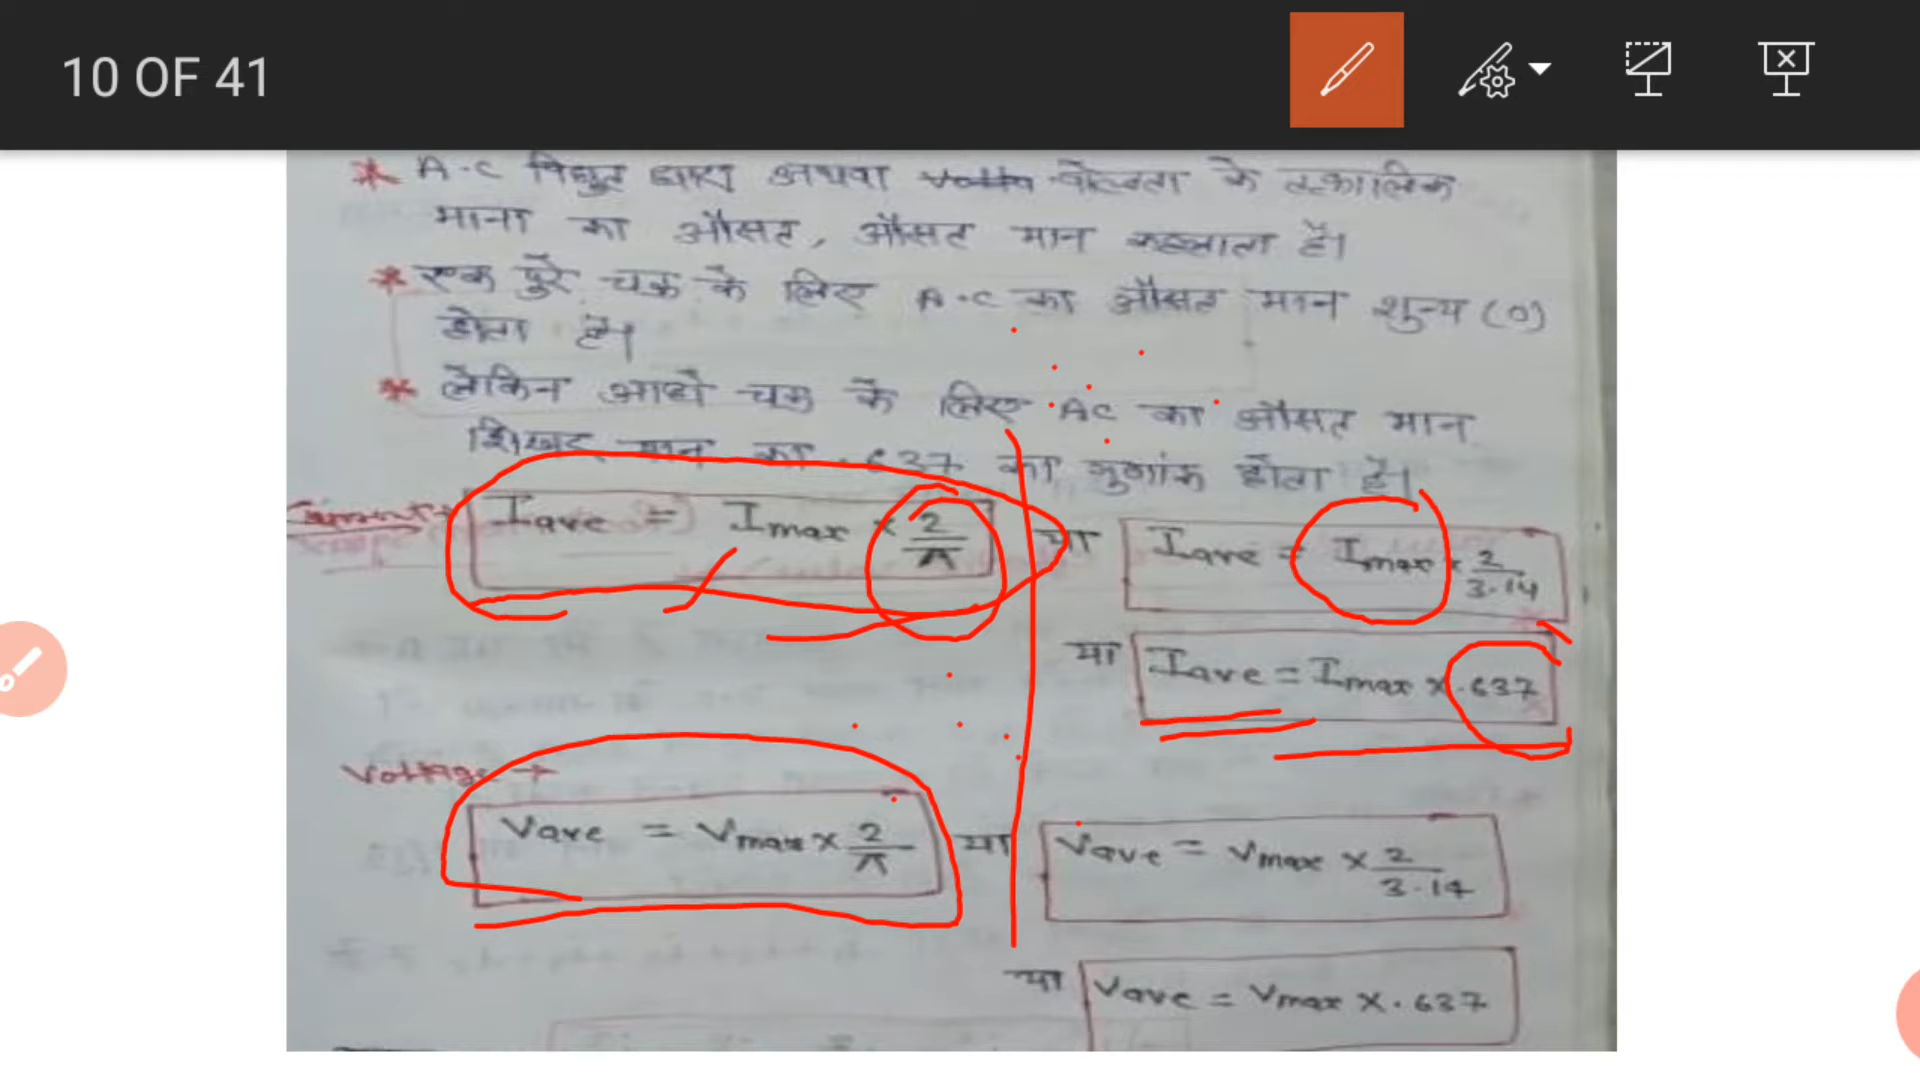 10 OF 41
* A.C विद्युत धारा अथवा वोल्टता के तत्कालिक
माना का औसत, औसत मान कहलाता है।
* एक पुरे चक्र के लिए A.C का औसत मान शुन्य (0)
होता है।
* लेकिन आधे चक्र के लिए AC का औसत मान
शिखर मान का .637 का गुणांक होता है।
Current → Iave = Imax × 2/π या Iave = Imax × 2/3.14
या Iave = Imax × .637
Voltage →
Vave = Vmax × 2/π या Vave = Vmax × 2/3.14
या Vave = Vmax × .637